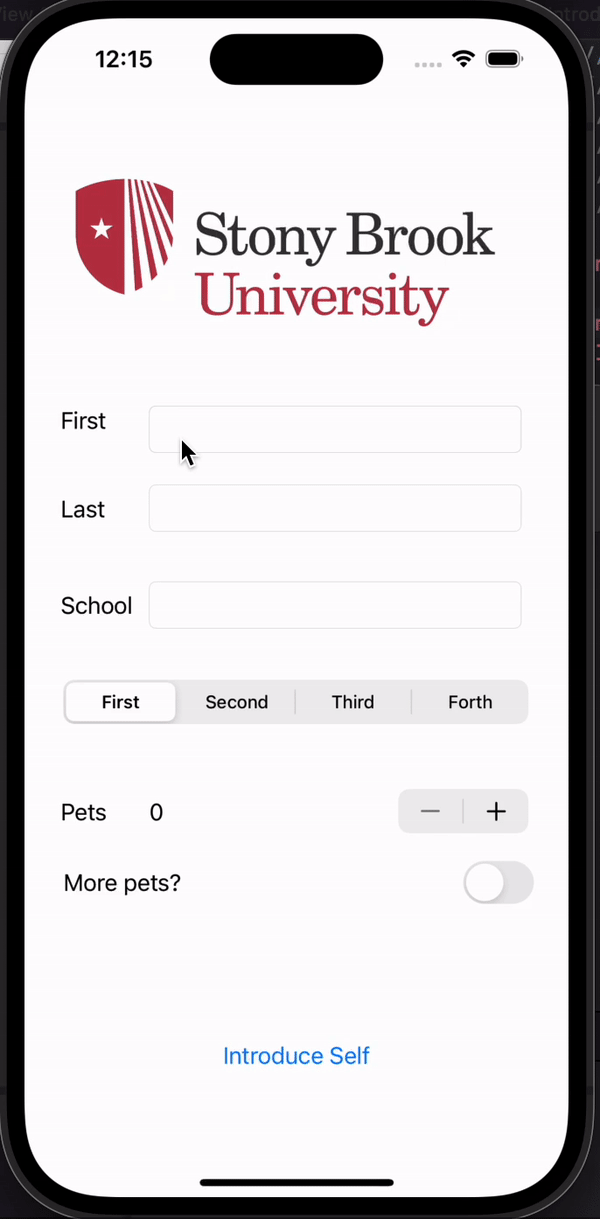 12:15
Stony Brook
University
First
Last
School
First Second Third Forth
Pets 0
More pets?
Introduce Self